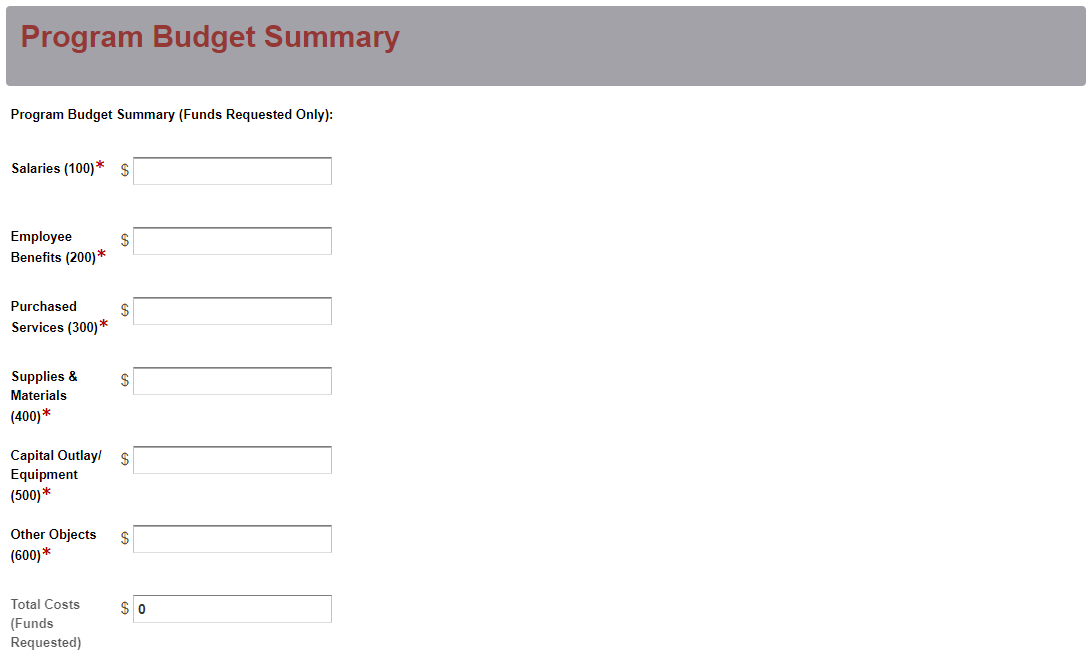 Program Budget Summary
Program Budget Summary (Funds Requested Only):
Salaries (100)* $
Employee $
Benefits (200)*
Purchased $
Services (300)*
Supplies & $
Materials
(400)*
Capital Outlay/ $
Equipment
(500)*
Other Objects $
(600)*
Total Costs $ 0
(Funds
Requested)